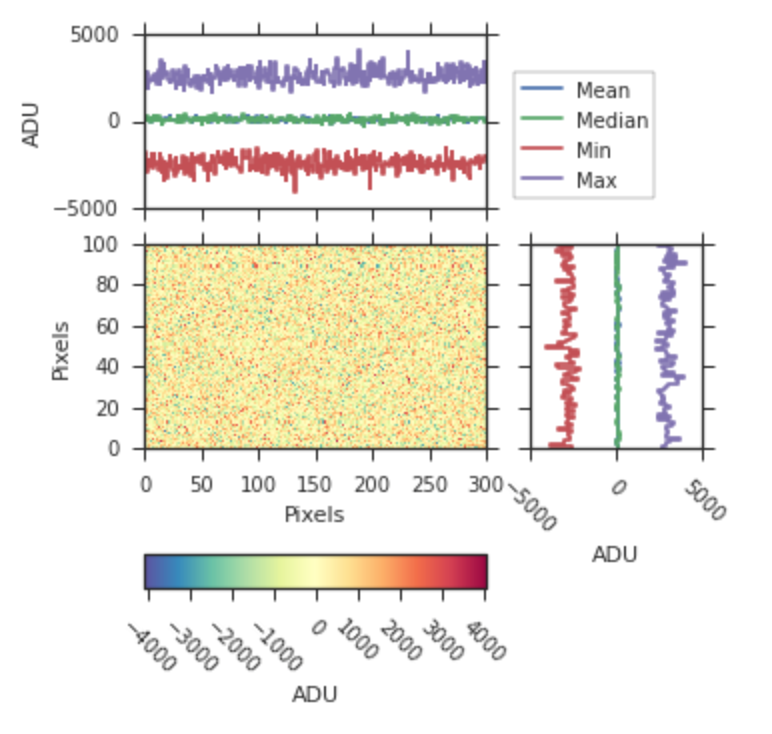 5000
0
−5000
ADU
Mean
Median
Min
Max
100
80
60
40
20
0
Pixels
0 50 100 150 200 250 300
Pixels
−5000 0 5000
ADU
−4000 −3000 −2000 −1000 0 1000 2000 3000 4000
ADU